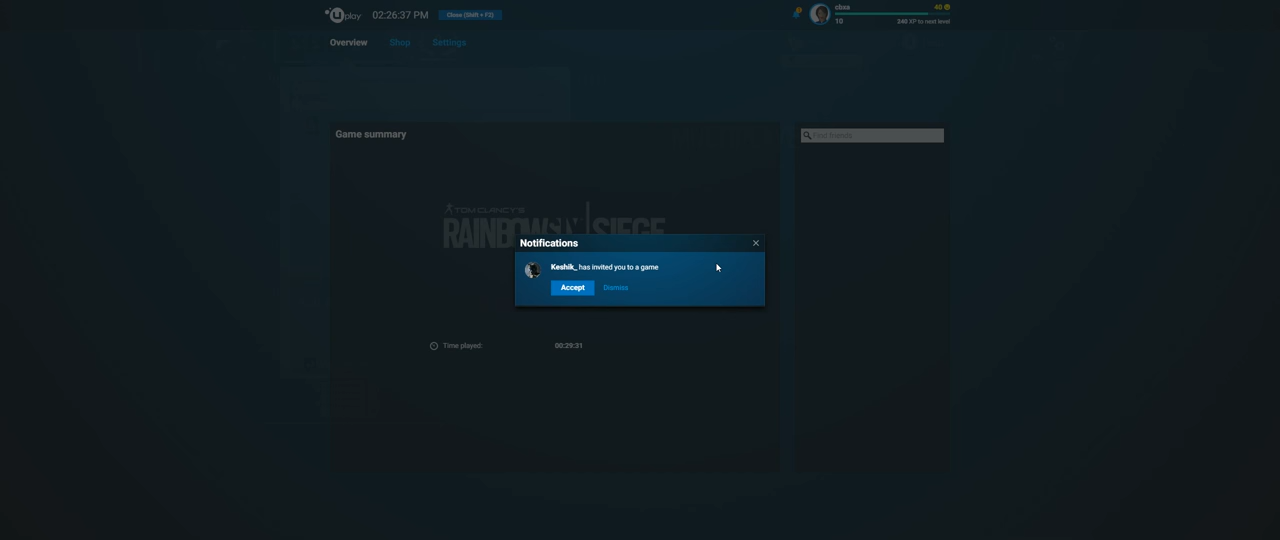 uplay 02:26:37 PM Close (Shift + F2)
cbxa 40
10 340 XP to next level
Overview Shop Settings
Game summary
Find friends
TOM CLANCY'S
RAINBOW SIX SIEGE
Notifications
Keshik_ has invited you to a game
Accept Dismiss
Time played: 00:29:31